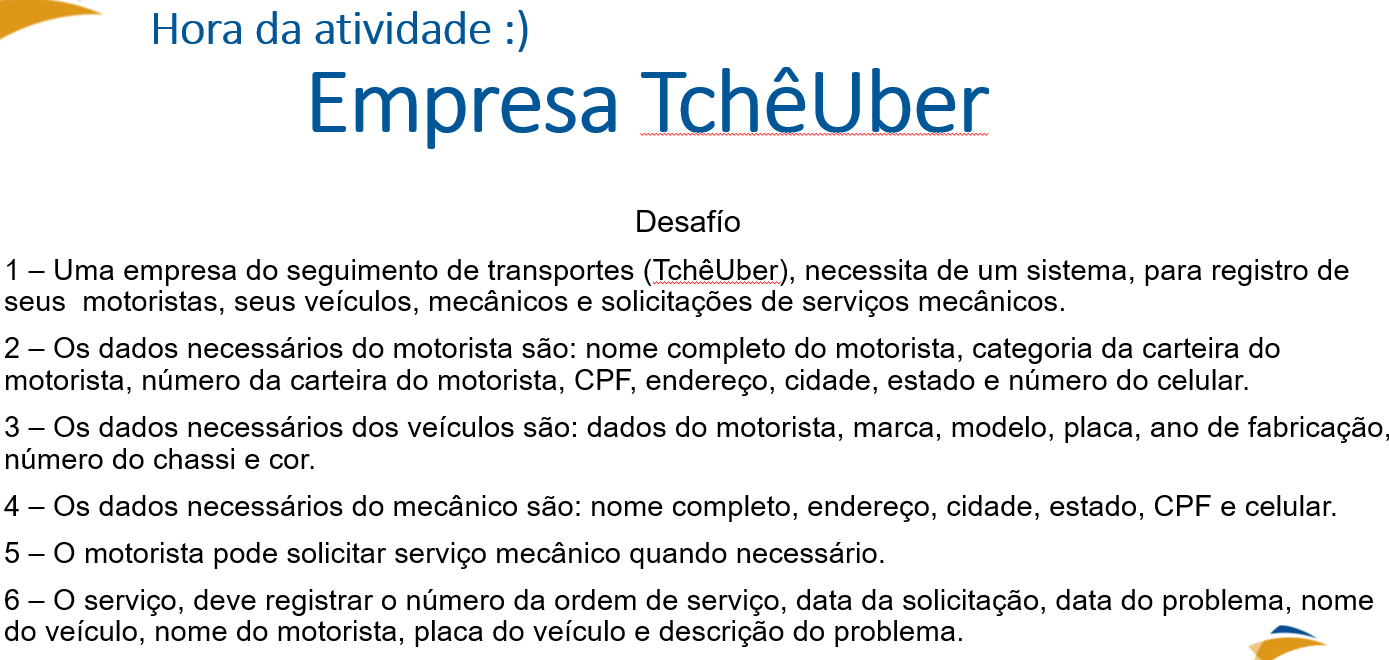 Hora da atividade :)
Empresa TchêUber
Desafío
1 – Uma empresa do seguimento de transportes (TchêUber), necessita de um sistema, para registro de
seus  motoristas, seus veículos, mecânicos e solicitações de serviços mecânicos.
2 – Os dados necessários do motorista são: nome completo do motorista, categoria da carteira do
motorista, número da carteira do motorista, CPF, endereço, cidade, estado e número do celular.
3 – Os dados necessários dos veículos são: dados do motorista, marca, modelo, placa, ano de fabricação,
número do chassi e cor.
4 – Os dados necessários do mecânico são: nome completo, endereço, cidade, estado, CPF e celular.
5 – O motorista pode solicitar serviço mecânico quando necessário.
6 – O serviço, deve registrar o número da ordem de serviço, data da solicitação, data do problema, nome
do veículo, nome do motorista, placa do veículo e descrição do problema.